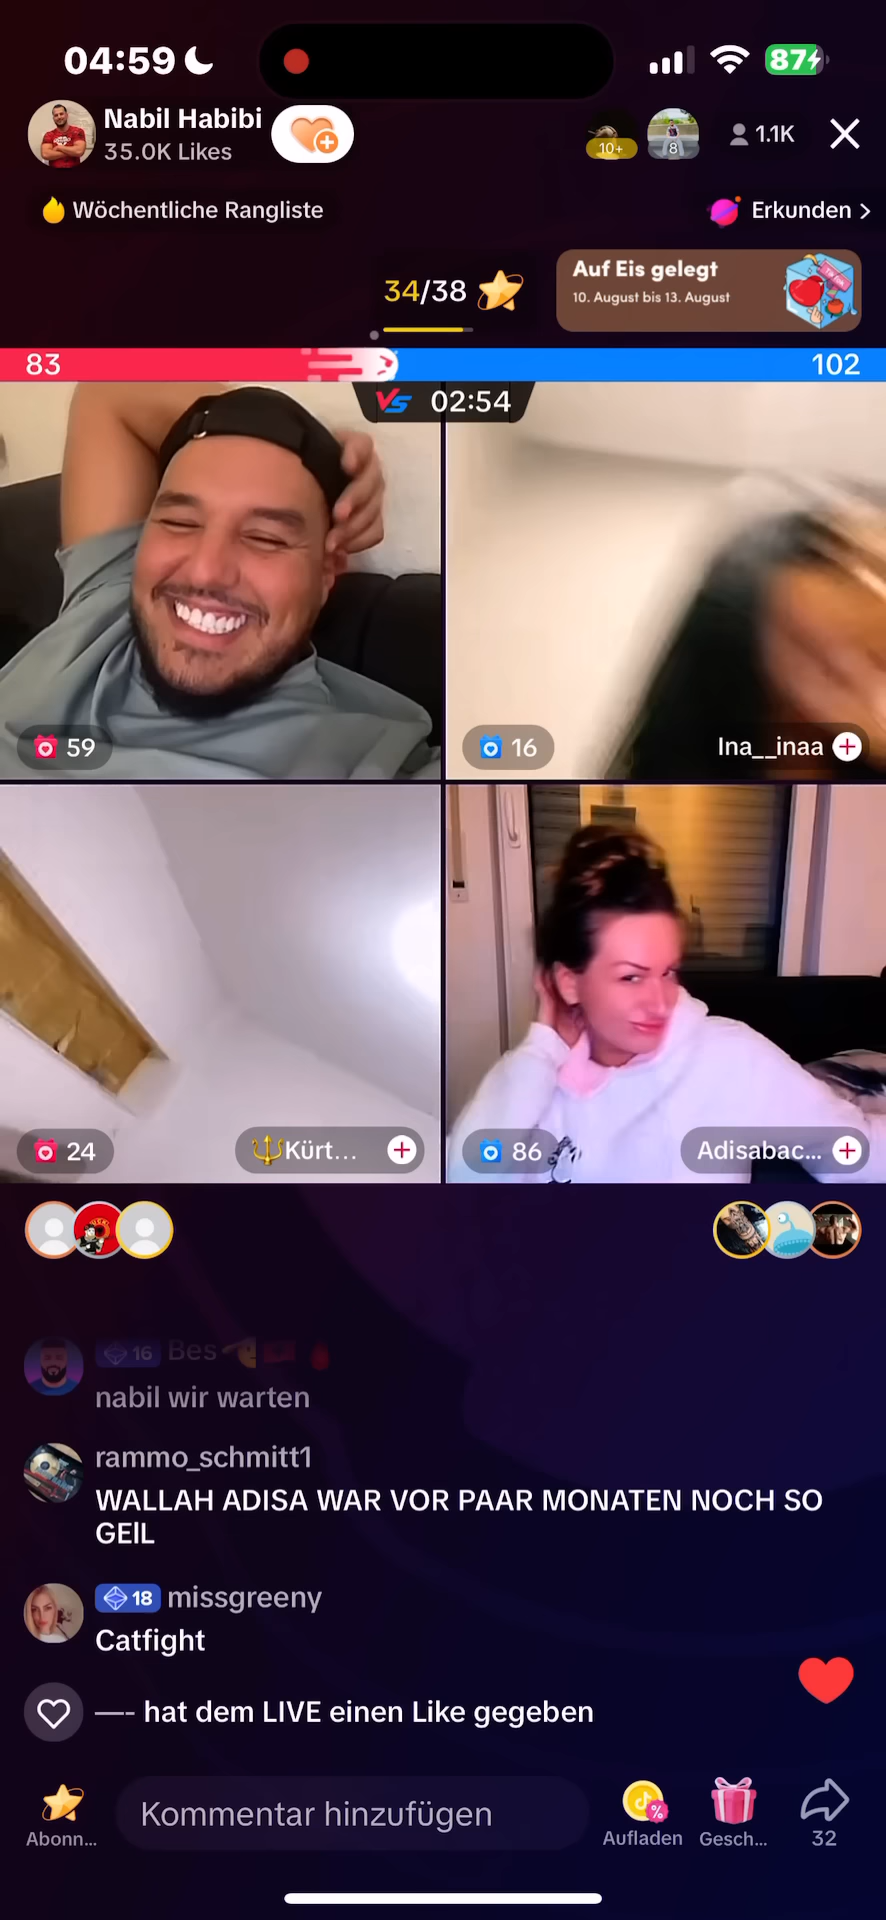 04:59
87
Nabil Habibi
35.0K Likes
10+
8
1.1K
Wöchentliche Rangliste
Erkunden >
34/38
Auf Eis gelegt
10. August bis 13. August
83
102
VS 02:54
59
16
Ina__inaa
24
Kürt...
86
Adisabac...
16 Bes
nabil wir warten
rammo_schmitt1
WALLAH ADISA WAR VOR PAAR MONATEN NOCH SO
GEIL
18 missgreeny
Catfight
—-- hat dem LIVE einen Like gegeben
Abonn...
Kommentar hinzufügen
Aufladen
Gesch...
32